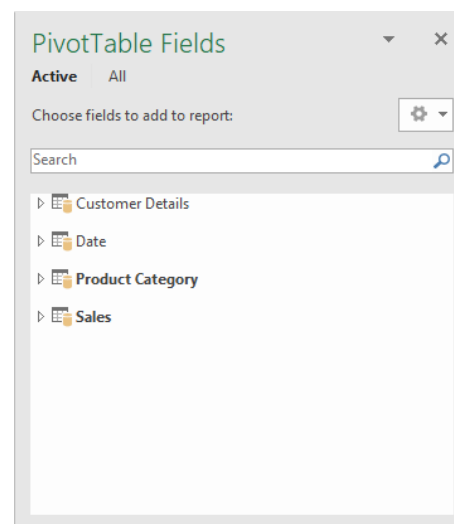 PivotTable Fields
Active All
Choose fields to add to report:
Search
Customer Details
Date
Product Category
Sales